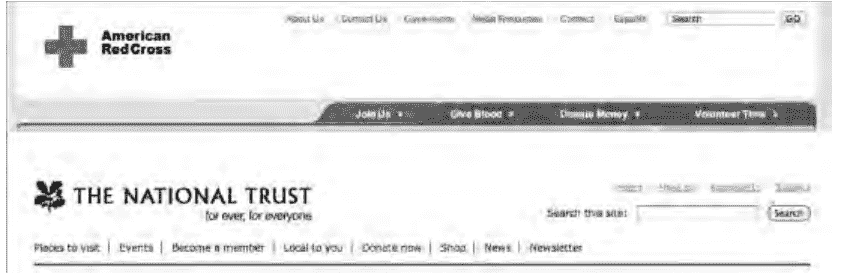 About Us Contact Us Media Resources Connect Español Search GO
American
Red Cross
Join Us Give Blood Donate Money Volunteer Time
THE NATIONAL TRUST
for ever, for everyone
Search this site: Search
Places to visit | Events | Become a member | Local to you | Donate now | Shop | News | Newsletter